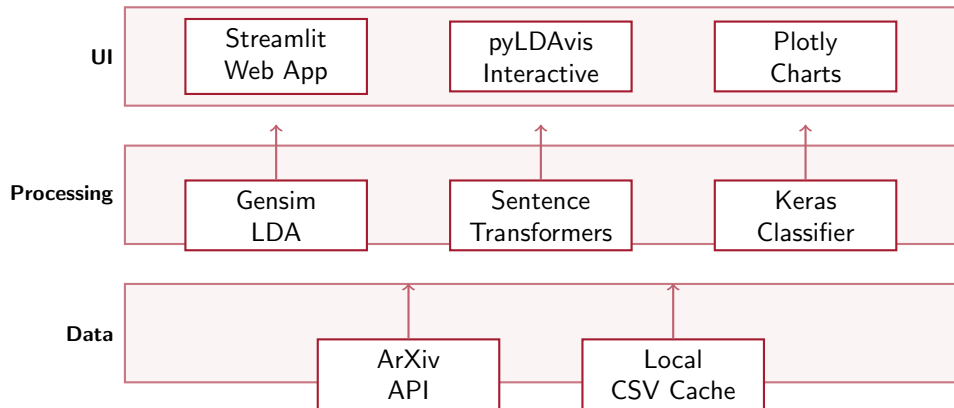 UI
Streamlit
Web App
pyLDAvis
Interactive
Plotly
Charts
Processing
Gensim
LDA
Sentence
Transformers
Keras
Classifier
Data
ArXiv
API
Local
CSV Cache